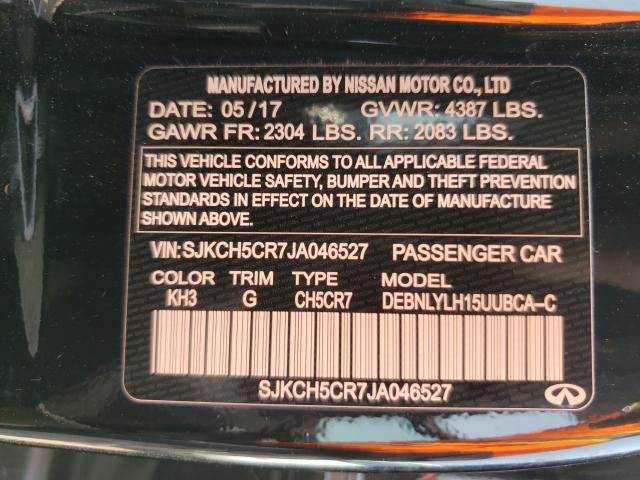 MANUFACTURED BY NISSAN MOTOR CO., LTD
DATE: 05/17 GVWR: 4387 LBS.
GAWR FR: 2304 LBS. RR: 2083 LBS.
THIS VEHICLE CONFORMS TO ALL APPLICABLE FEDERAL
MOTOR VEHICLE SAFETY, BUMPER AND THEFT PREVENTION
STANDARDS IN EFFECT ON THE DATE OF MANUFACTURE
SHOWN ABOVE.
VIN:SJKCH5CR7JA046527 PASSENGER CAR
COLOR TRIM TYPE
KH3 G CH5CR7 DEBNLYLH15UUBCA-C
SJKCH5CR7JA046527